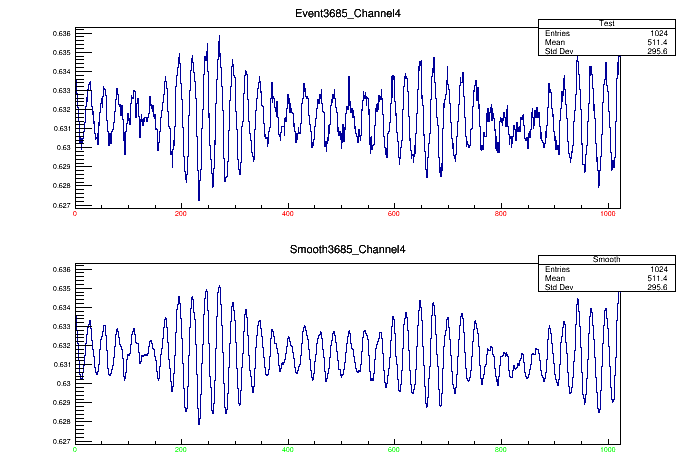 Event3685_Channel4
Test
Entries 1024
Mean 511.4
Std Dev 295.6
0.636
0.635
0.634
0.633
0.632
0.631
0.63
0.629
0.628
0.627
0 200 400 600 800 1000
Smooth3685_Channel4
Smooth
Entries 1024
Mean 511.4
Std Dev 295.6
0.636
0.635
0.634
0.633
0.632
0.631
0.63
0.629
0.628
0.627
0 200 400 600 800 1000